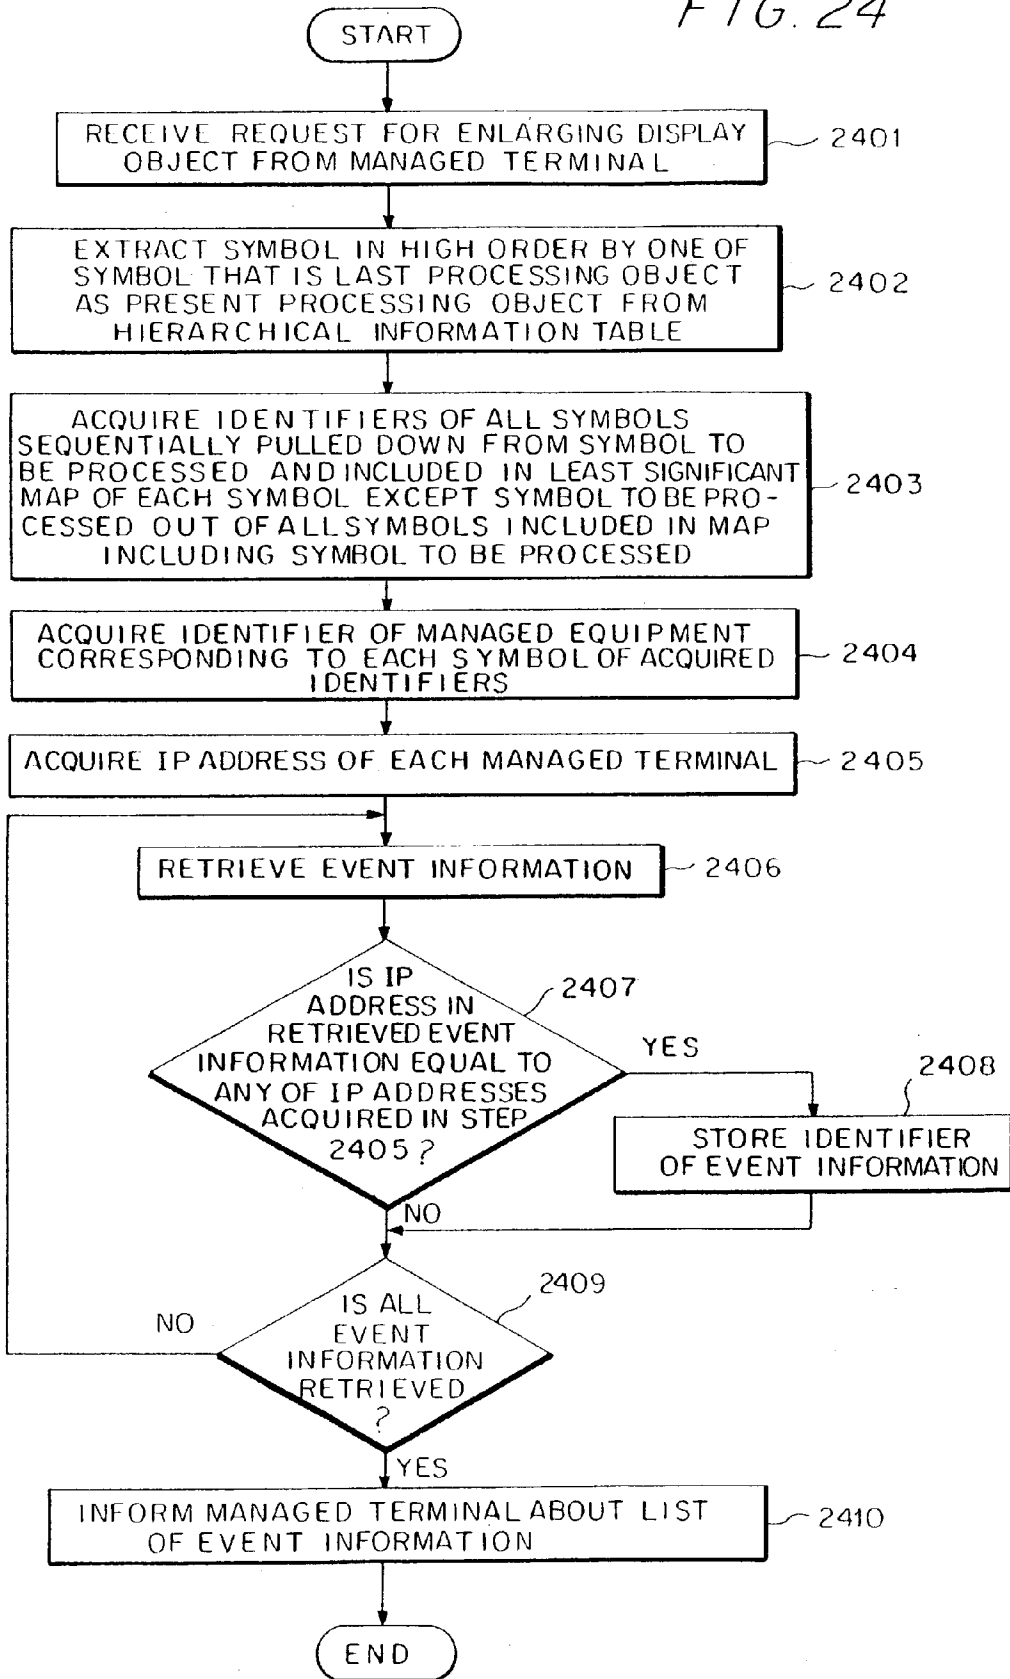 FIG. 24
START
RECEIVE REQUEST FOR ENLARGING DISPLAY
OBJECT FROM MANAGED TERMINAL
2401
EXTRACT SYMBOL IN HIGH ORDER BY ONE OF
SYMBOL THAT IS LAST PROCESSING OBJECT
AS PRESENT PROCESSING OBJECT FROM
HIERARCHICAL INFORMATION TABLE
2402
ACQUIRE IDENTIFIERS OF ALL SYMBOLS
SEQUENTIALLY PULLED DOWN FROM SYMBOL TO
BE PROCESSED AND INCLUDED IN LEAST SIGNIFICANT
MAP OF EACH SYMBOL EXCEPT SYMBOL TO BE PRO-
CESSED OUT OF ALL SYMBOLS INCLUDED IN MAP
INCLUDING SYMBOL TO BE PROCESSED
2403
ACQUIRE IDENTIFIER OF MANAGED EQUIPMENT
CORRESPONDING TO EACH SYMBOL OF ACQUIRED
IDENTIFIERS
2404
ACQUIRE IP ADDRESS OF EACH MANAGED TERMINAL
2405
RETRIEVE EVENT INFORMATION
2406
IS IP
ADDRESS IN
RETRIEVED EVENT
INFORMATION EQUAL TO
ANY OF IP ADDRESSES
ACQUIRED IN STEP
2405?
2407
YES
2408
STORE IDENTIFIER
OF EVENT INFORMATION
NO
IS ALL
EVENT
INFORMATION
RETRIEVED
?
2409
NO
YES
INFORM MANAGED TERMINAL ABOUT LIST
OF EVENT INFORMATION
2410
END